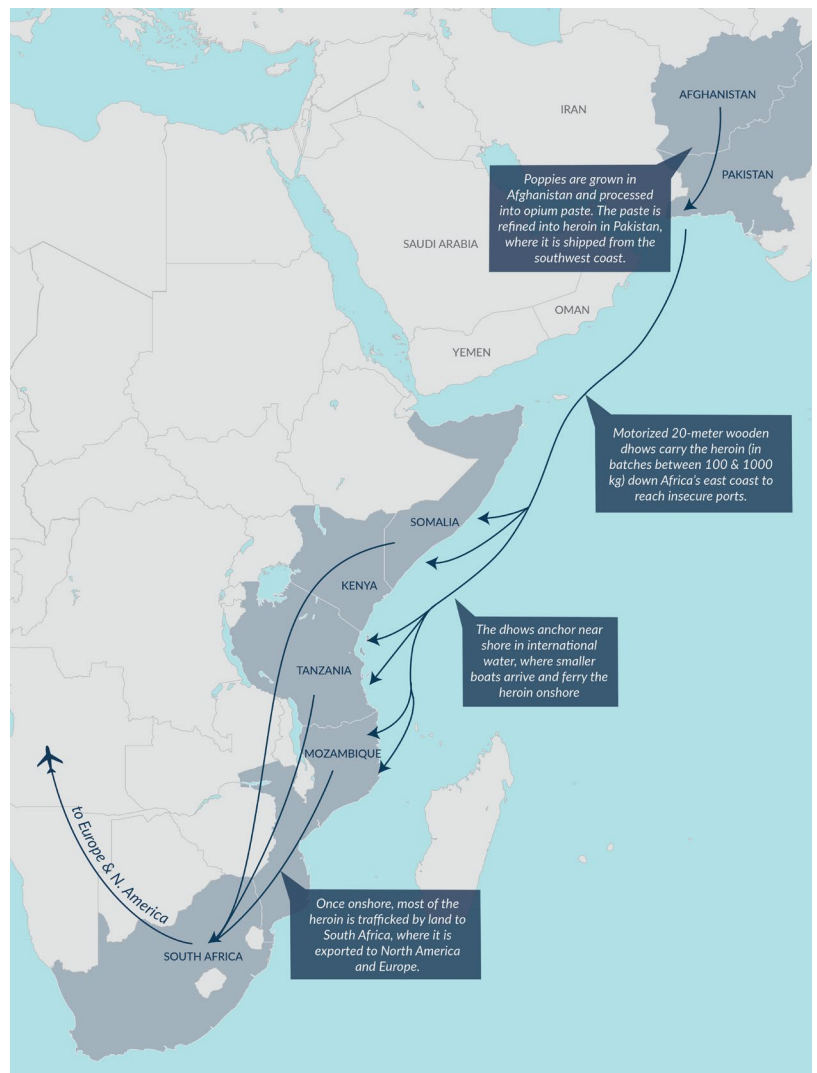 AFGHANISTAN
IRAN
PAKISTAN
Poppies are grown in
Afghanistan and processed
into opium paste. The paste is
refined into heroin in Pakistan,
where it is shipped from the
southwest coast.
SAUDI ARABIA
OMAN
YEMEN
Motorized 20-meter wooden
dhows carry the heroin (in
batches between 100 & 1000
kg) down Africa's east coast to
reach insecure ports.
SOMALIA
KENYA
The dhows anchor near
shore in international
water, where smaller
boats arrive and ferry the
heroin onshore
TANZANIA
MOZAMBIQUE
to Europe & N. America
Once onshore, most of the
heroin is trafficked by land to
South Africa, where it is
exported to North America
and Europe.
SOUTH AFRICA